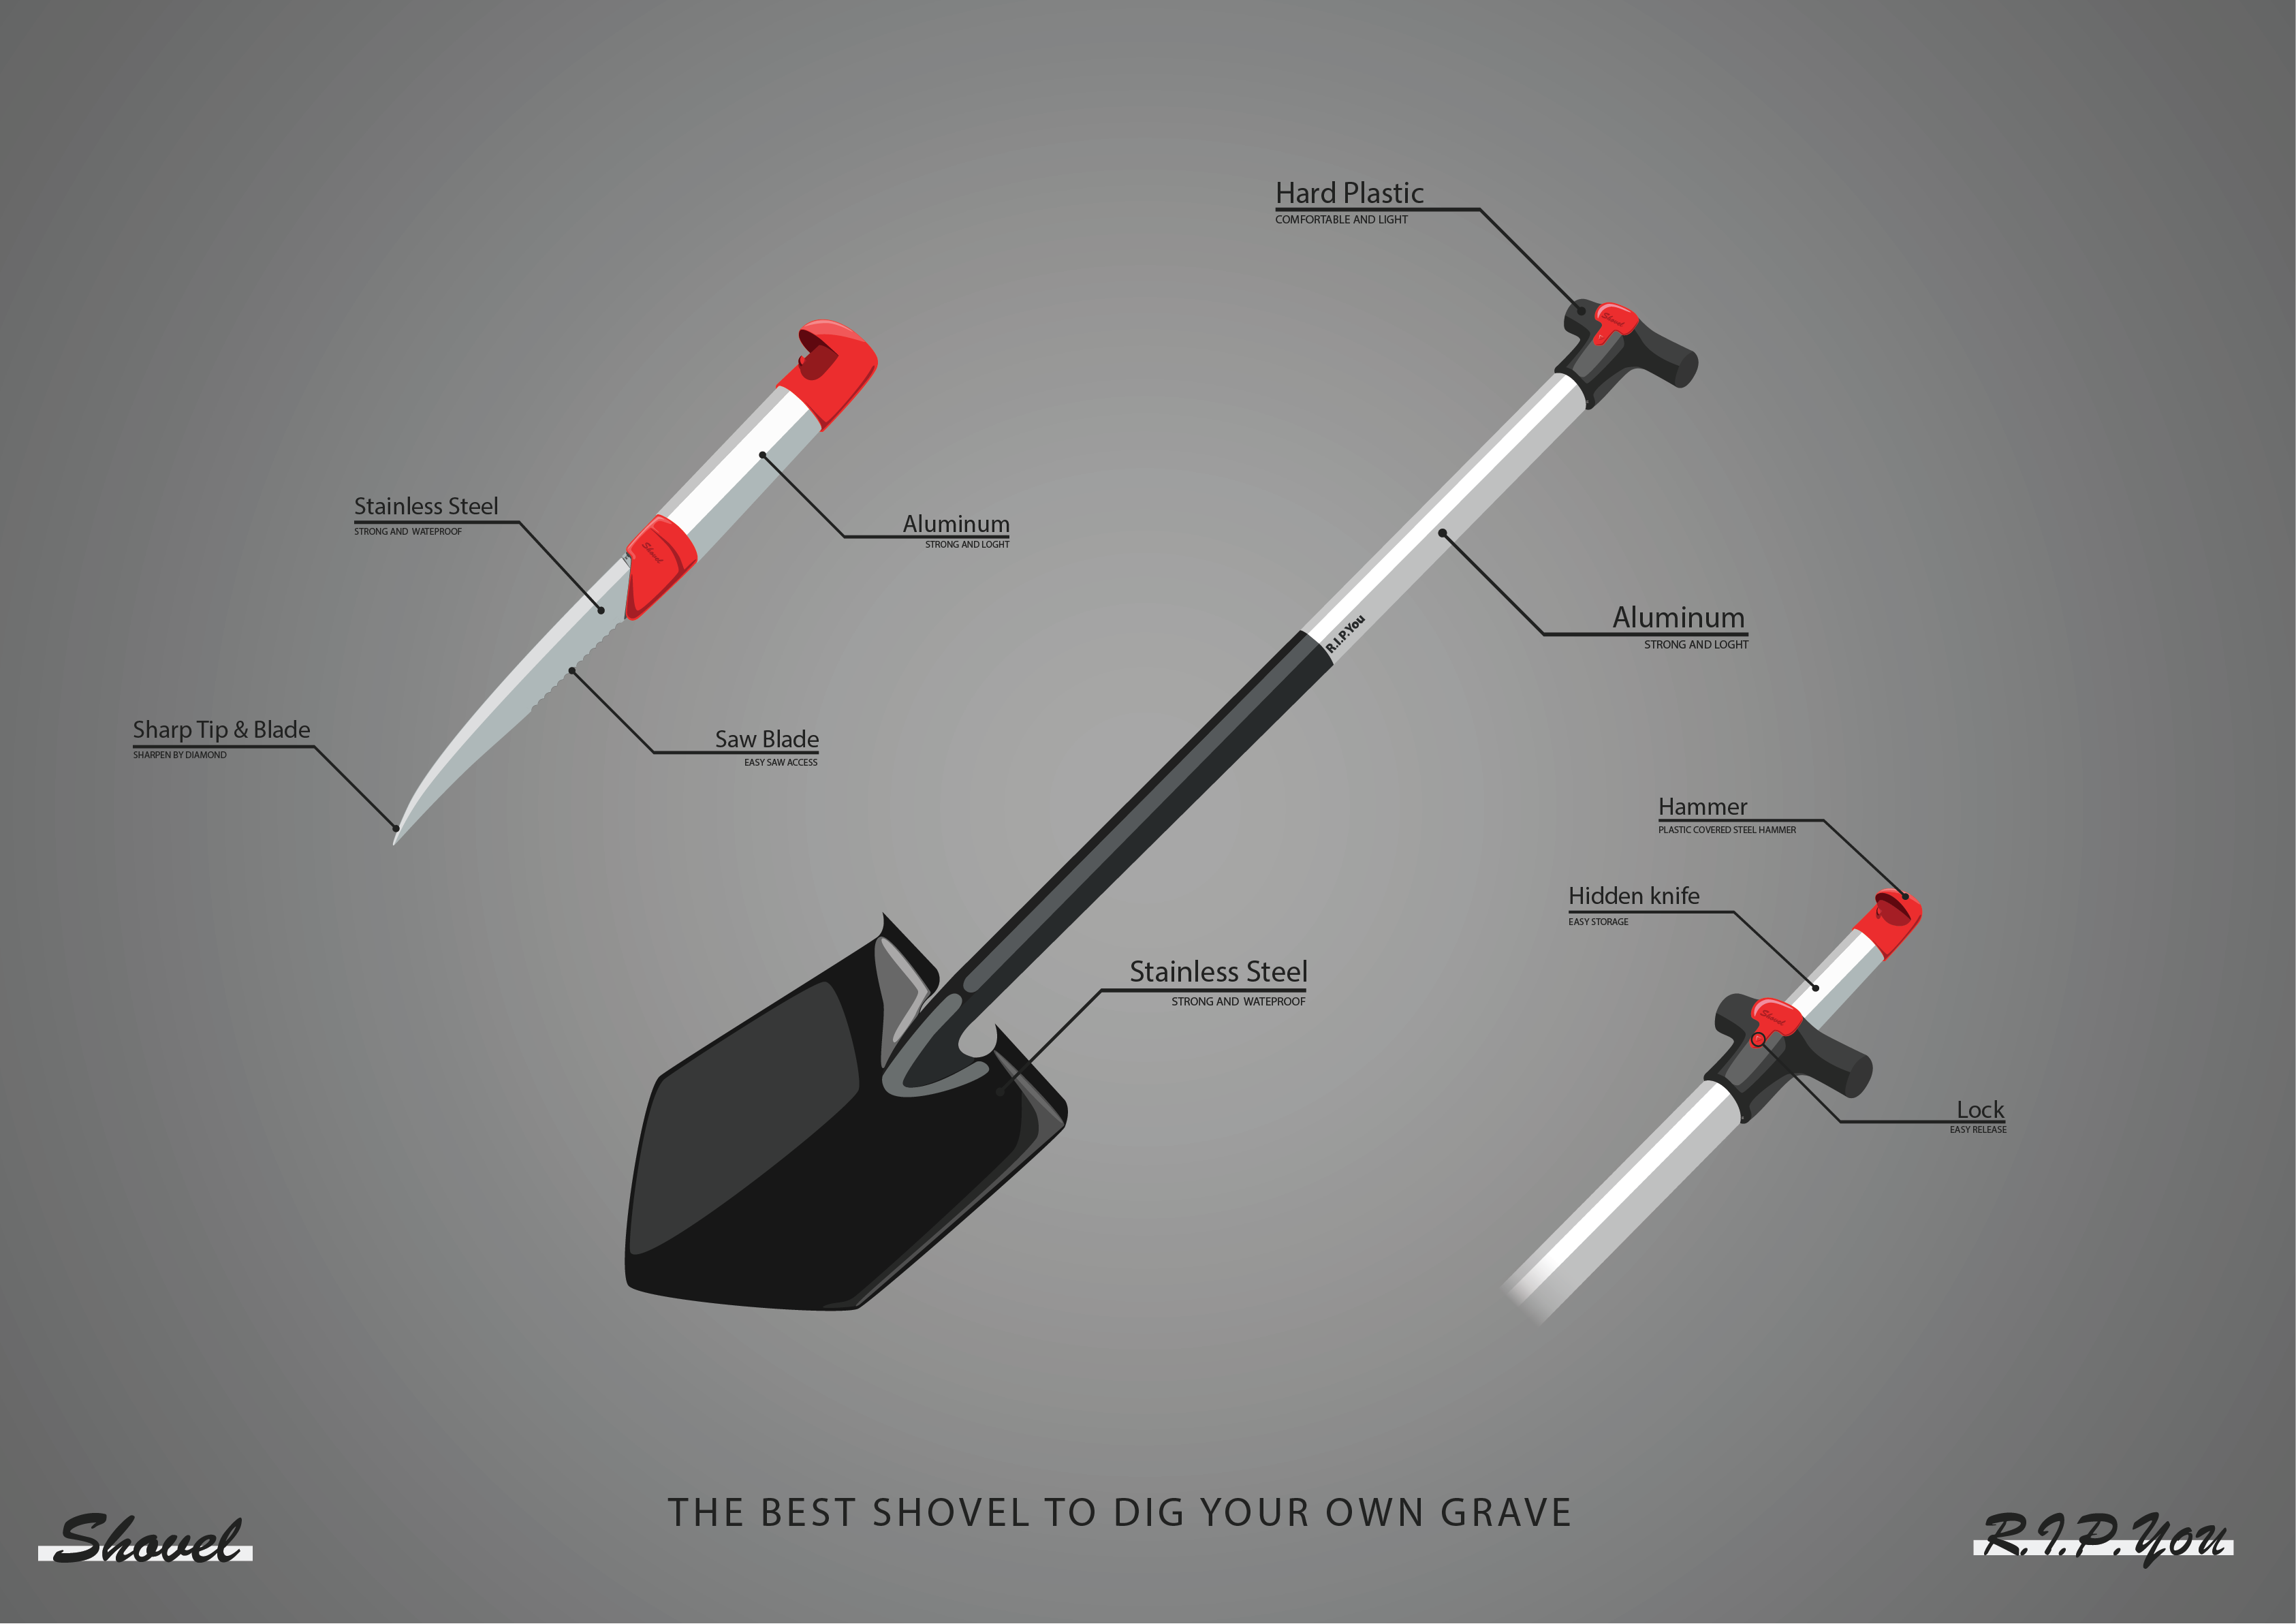 Hard Plastic
COMFORTABLE AND LIGHT
Shovel
Stainless Steel
STRONG AND WATEPROOF
Aluminum
STRONG AND LOGHT
Shovel
Aluminum
STRONG AND LOGHT
R.I.P.You
Sharp Tip & Blade
SHARPEN BY DIAMOND
Saw Blade
EASY SAW ACCESS
Hammer
PLASTIC COVERED STEEL HAMMER
Hidden knife
EASY STORAGE
Stainless Steel
STRONG AND WATEPROOF
Shovel
Lock
EASY RELEASE
THE BEST SHOVEL TO DIG YOUR OWN GRAVE
Shovel
R.I.P.You